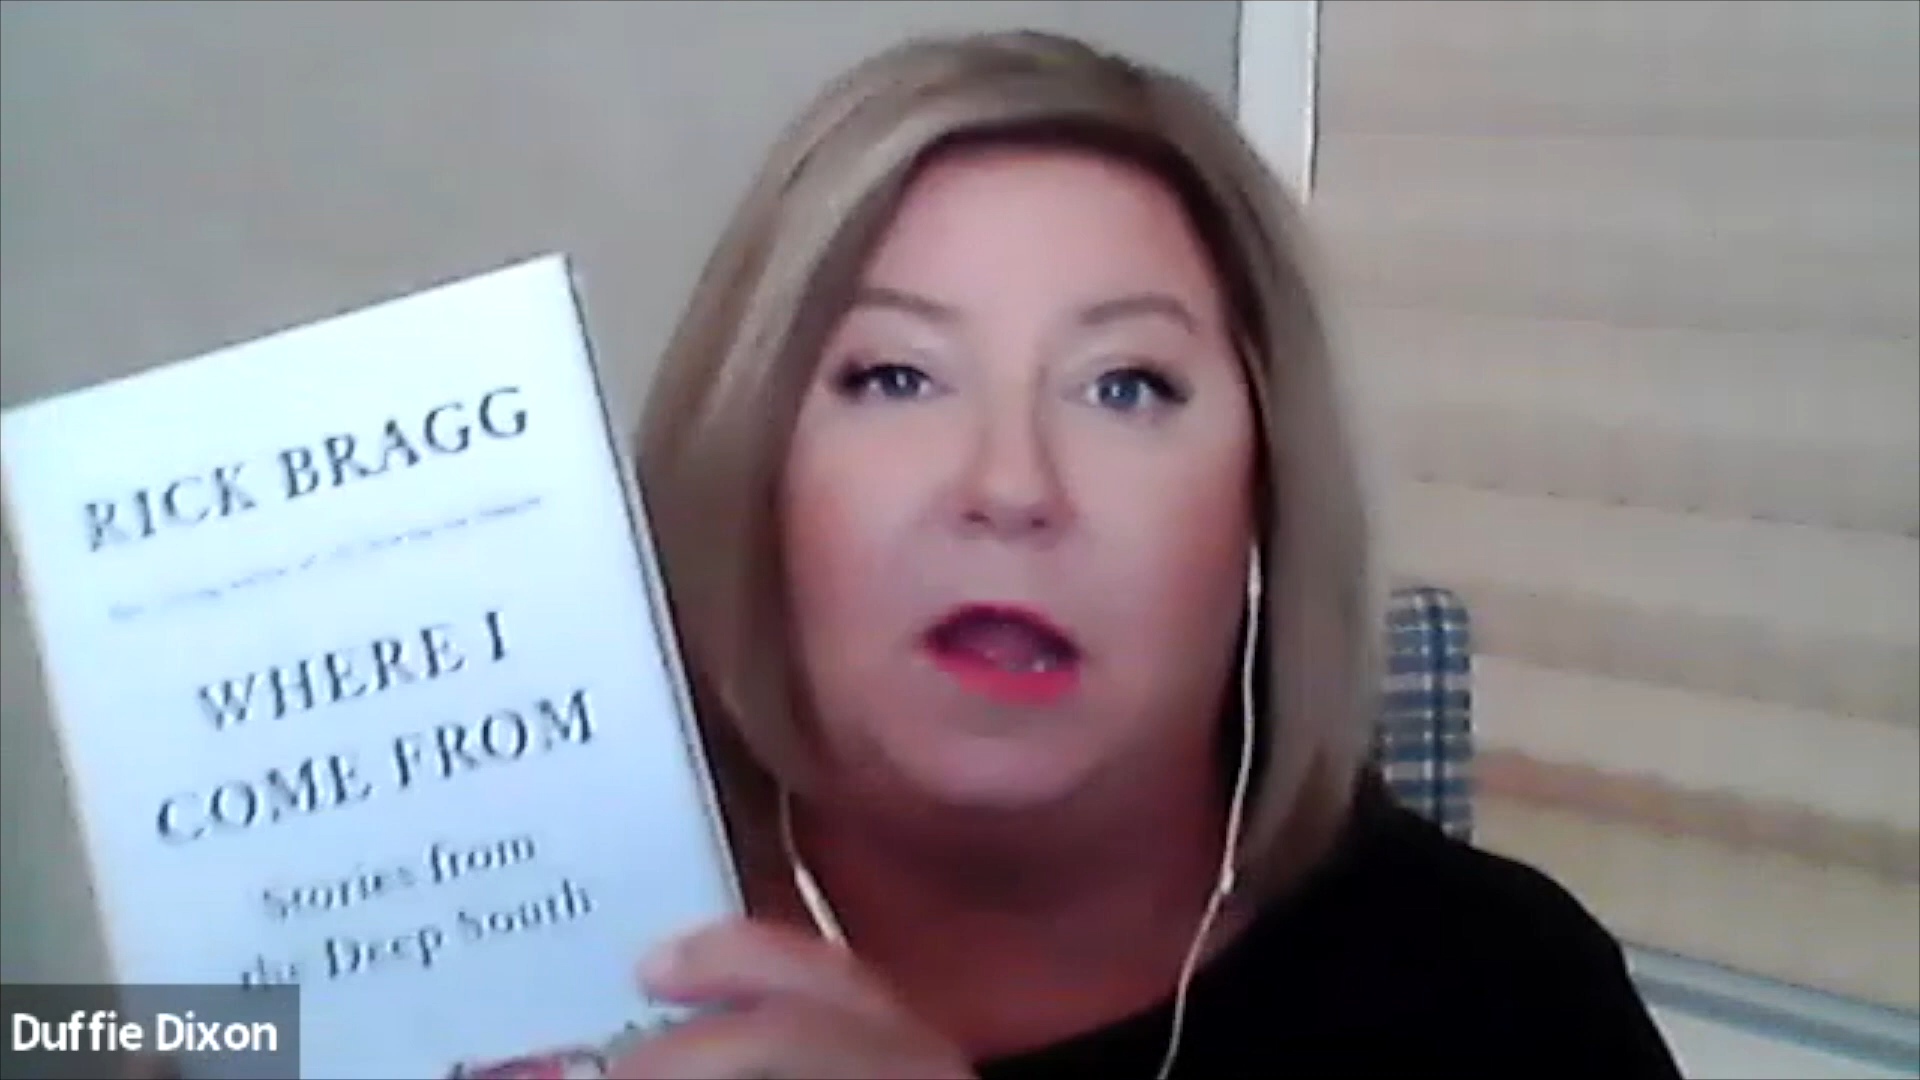 RICK BRAGG
WHERE I
COME FROM
Stories from
the Deep South
Duffie Dixon